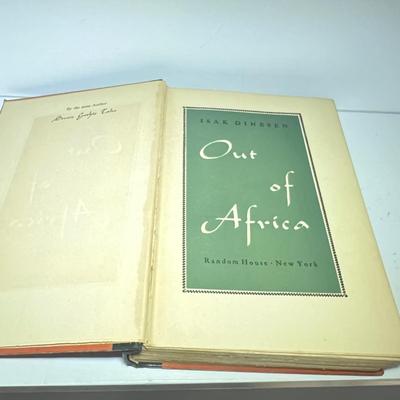 By the same Author
Seven Gothic Tales
ISAK DINESEN
Out
of
Africa
Random House · New York